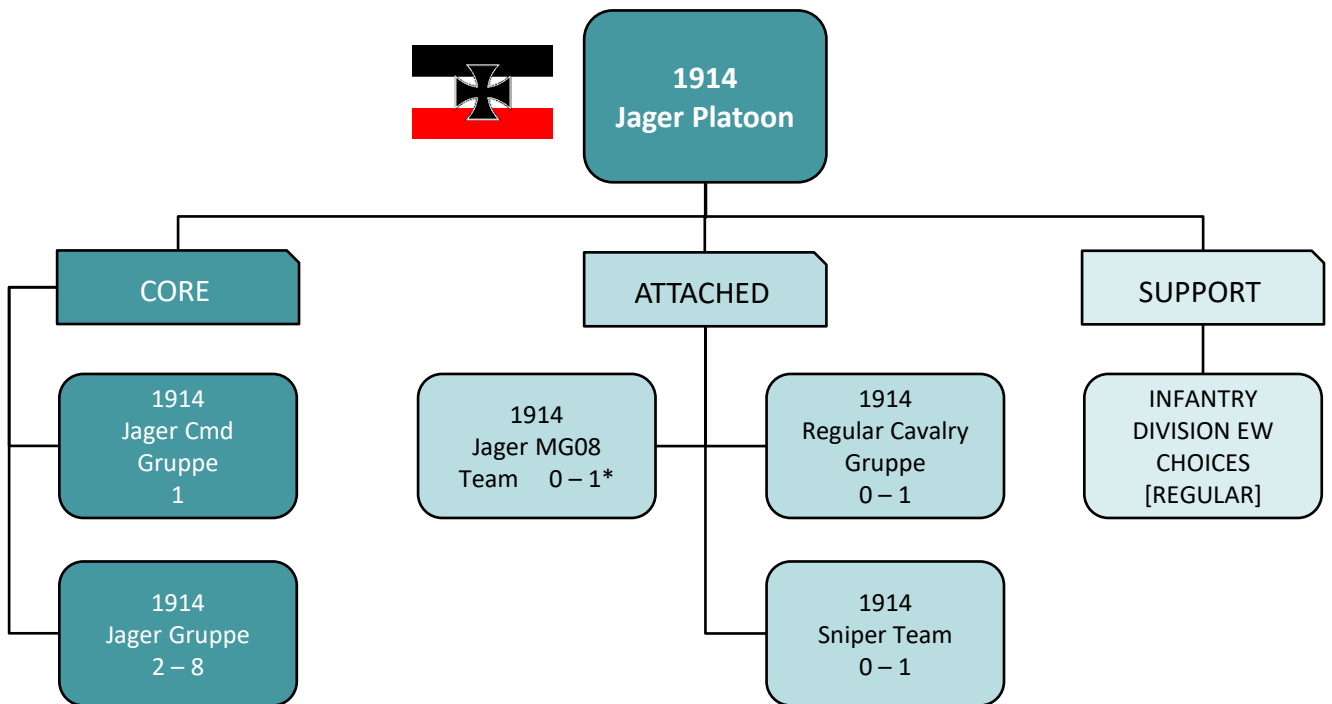 1914
Jager Platoon
CORE
ATTACHED
SUPPORT
1914
Jager Cmd
Gruppe
1
1914
Jager Gruppe
2 – 8
1914
Jager MG08
Team 0 – 1*
1914
Regular Cavalry
Gruppe
0 – 1
1914
Sniper Team
0 – 1
INFANTRY
DIVISION EW
CHOICES
[REGULAR]